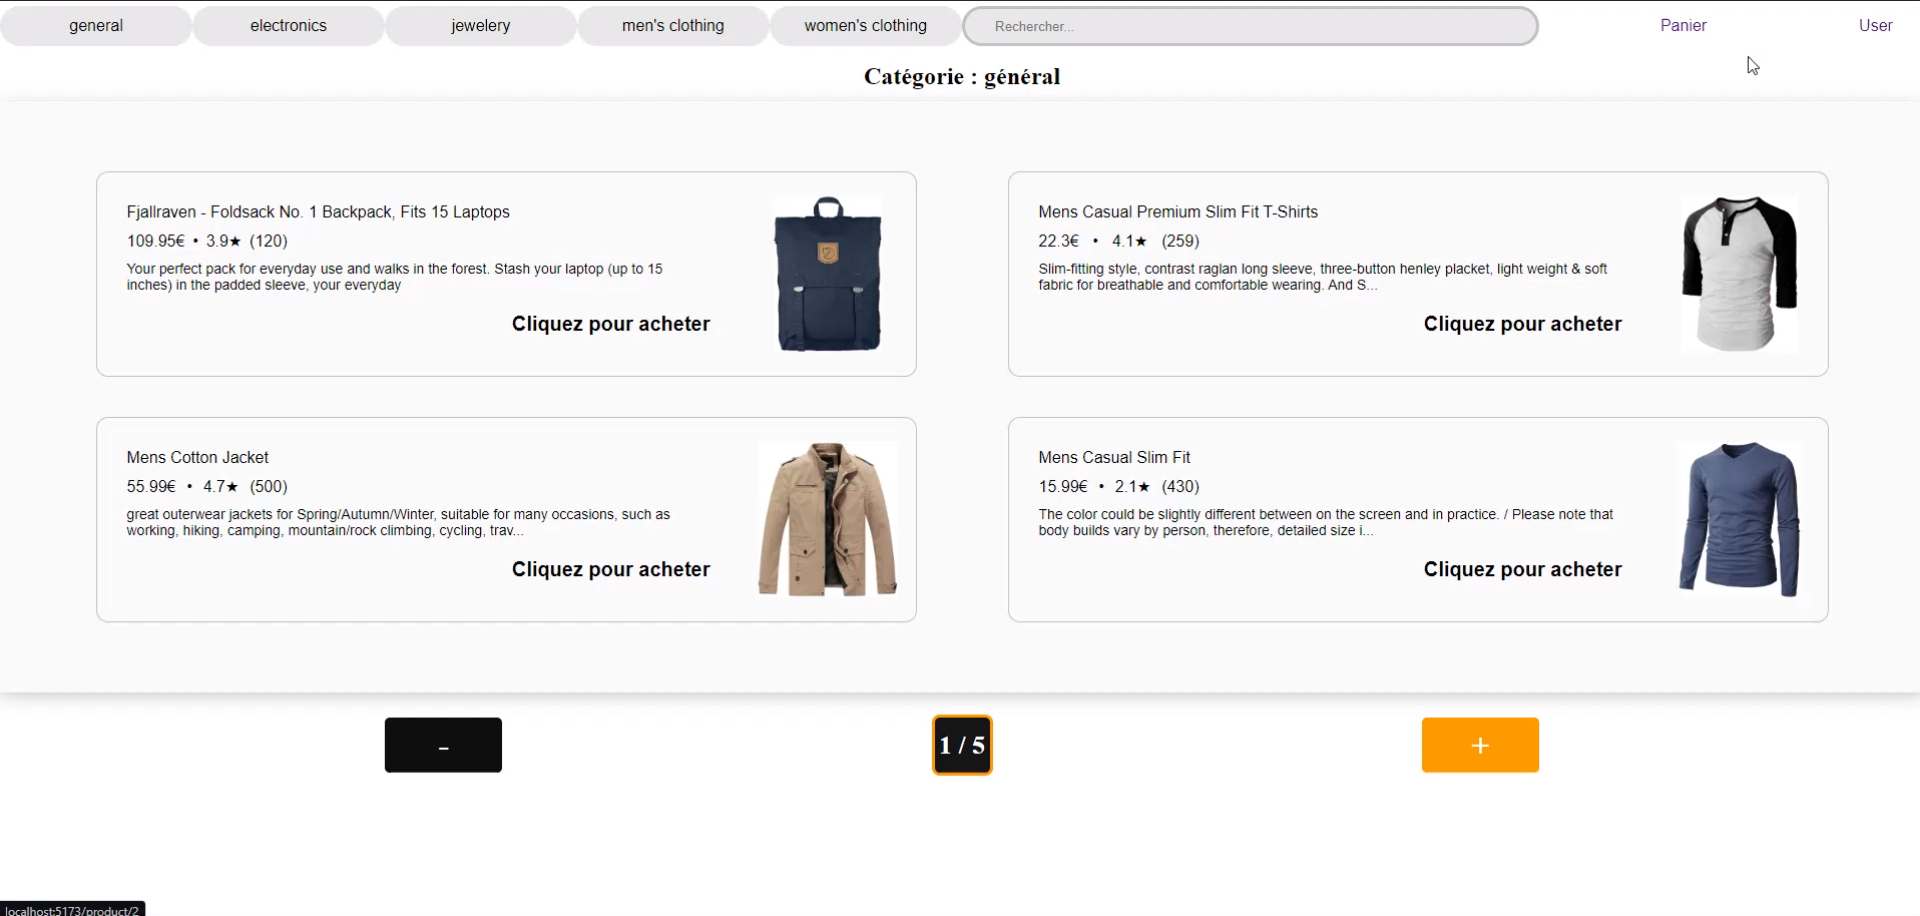 general
electronics
jewelery
men's clothing
women's clothing
Rechercher...
Panier
User
Catégorie : général
Fjallraven - Foldsack No. 1 Backpack, Fits 15 Laptops
109.95€ • 3.9★ (120)
Your perfect pack for everyday use and walks in the forest. Stash your laptop (up to 15
inches) in the padded sleeve, your everyday
Cliquez pour acheter
Mens Casual Premium Slim Fit T-Shirts
22.3€ • 4.1★ (259)
Slim-fitting style, contrast raglan long sleeve, three-button henley placket, light weight & soft
fabric for breathable and comfortable wearing. And S...
Cliquez pour acheter
Mens Cotton Jacket
55.99€ • 4.7★ (500)
great outerwear jackets for Spring/Autumn/Winter, suitable for many occasions, such as
working, hiking, camping, mountain/rock climbing, cycling, trav...
Cliquez pour acheter
Mens Casual Slim Fit
15.99€ • 2.1★ (430)
The color could be slightly different between on the screen and in practice. / Please note that
body builds vary by person, therefore, detailed size i...
Cliquez pour acheter
-
1 / 5
+
localhost:5173/product/2